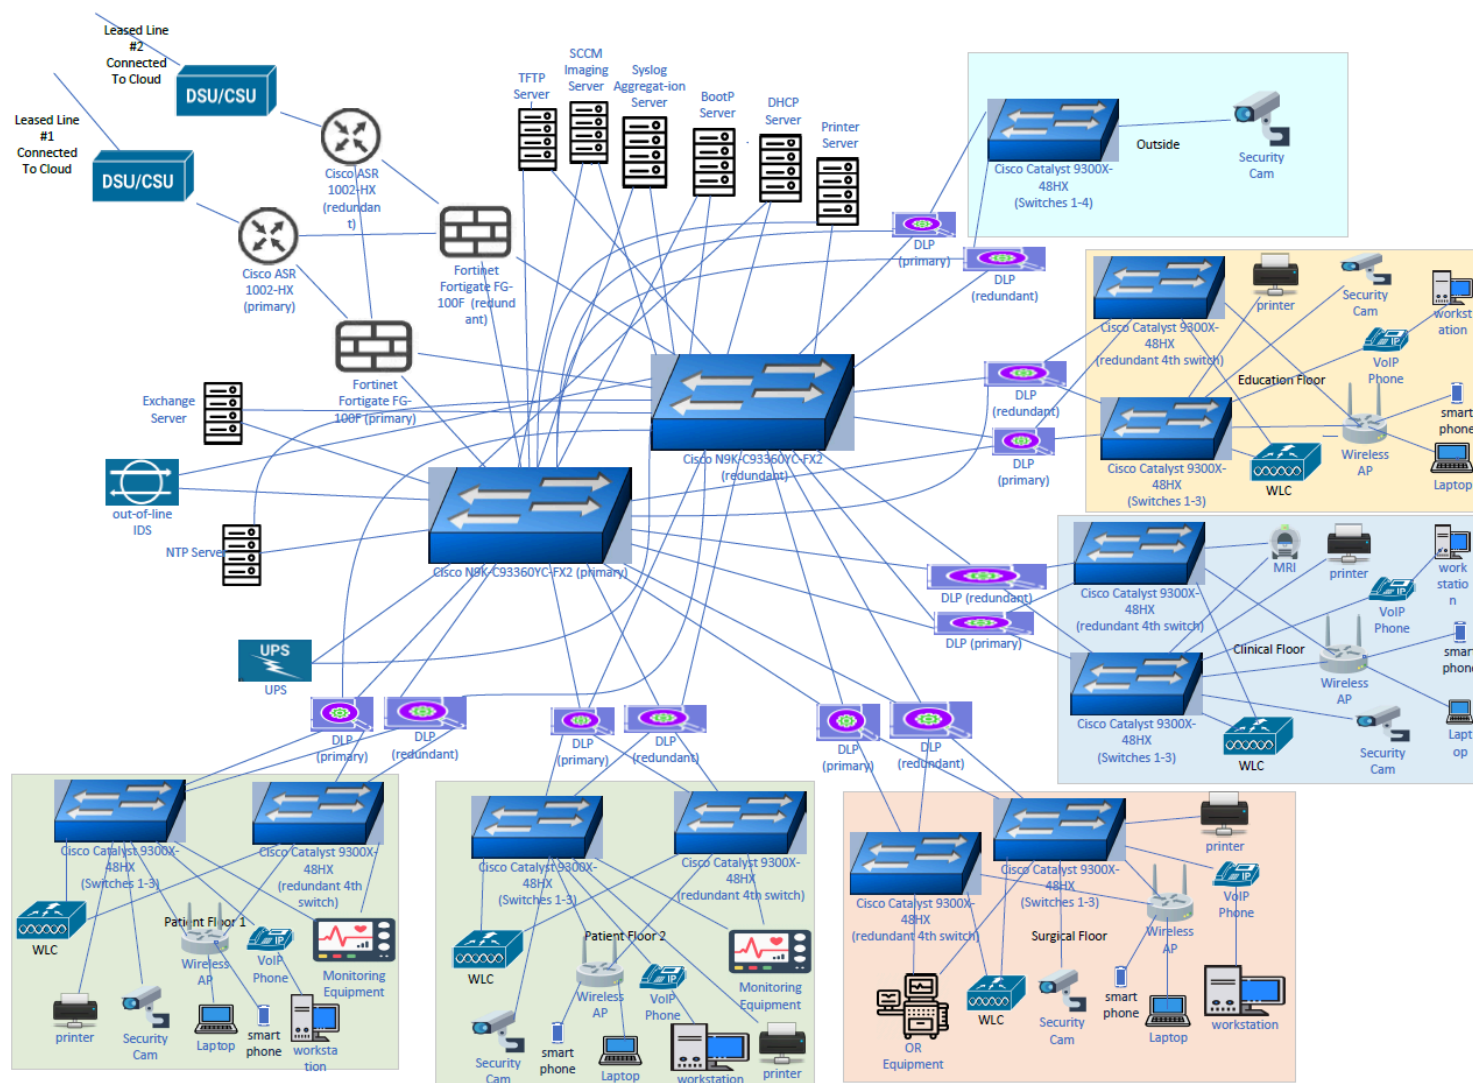 Leased Line
#2
Connected
To Cloud
DSU/CSU
Leased Line
#1
Connected
To Cloud
DSU/CSU
Cisco ASR
1002-HX
(redundan
t)
Cisco ASR
1002-HX
(primary)
Fortinet
Fortigate FG-
100F (redund
ant)
Fortinet
Fortigate FG-
100F (primary)
TFTP
Server
SCCM
Imaging
Server
Syslog
Aggregat-ion
Server
BootP
Server
DHCP
Server
Printer
Server
Exchange
Server
out-of-line
IDS
NTP Server
UPS
UPS
Cisco N9K-C93360YC-FX2
(redundant)
Cisco N9K-C93360YC-FX2 (primary)
DLP
(primary)
DLP
(redundant)
Cisco Catalyst 9300X-
48HX
(Switches 1-4)
Outside
Security
Cam
DLP
(redundant)
DLP
(primary)
Cisco Catalyst 9300X-
48HX
(redundant 4th switch)
printer
Security
Cam
workst
ation
VoIP
Phone
IP
Education Floor
Cisco Catalyst 9300X-
48HX
(Switches 1-3)
WLC
Wireless
AP
smart
phone
Laptop
DLP (redundant)
DLP (primary)
Cisco Catalyst 9300X-
48HX
(redundant 4th switch)
MRI
printer
work
statio
n
IP
VoIP
Phone
Clinical Floor
Cisco Catalyst 9300X-
48HX
(Switches 1-3)
Wireless
AP
smart
phone
WLC
Security
Cam
Lapt
op
DLP
(primary)
DLP
(redundant)
DLP
(primary)
DLP
(redundant)
DLP
(primary)
DLP
(redundant)
Cisco Catalyst 9300X-
48HX
(Switches 1-3)
Cisco Catalyst 9300X-
48HX
(redundant 4th
switch)
WLC
Patient Floor 1
Wireless
AP
IP
VoIP
Phone
Monitoring
Equipment
printer
Security
Cam
Laptop
smart
phone
worksta
tion
Cisco Catalyst 9300X-
48HX
(Switches 1-3)
Cisco Catalyst 9300X-
48HX
(redundant 4th switch)
WLC
Patient Floor 2
Wireless
AP
IP
VoIP
Phone
Monitoring
Equipment
Security
Cam
smart
phone
Laptop
workstation
printer
Cisco Catalyst 9300X-
48HX
(redundant 4th switch)
Cisco Catalyst 9300X-
48HX
(Switches 1-3)
printer
IP
VoIP
Phone
Surgical Floor
Wireless
AP
OR
Equipment
WLC
Security
Cam
smart
phone
Laptop
workstation